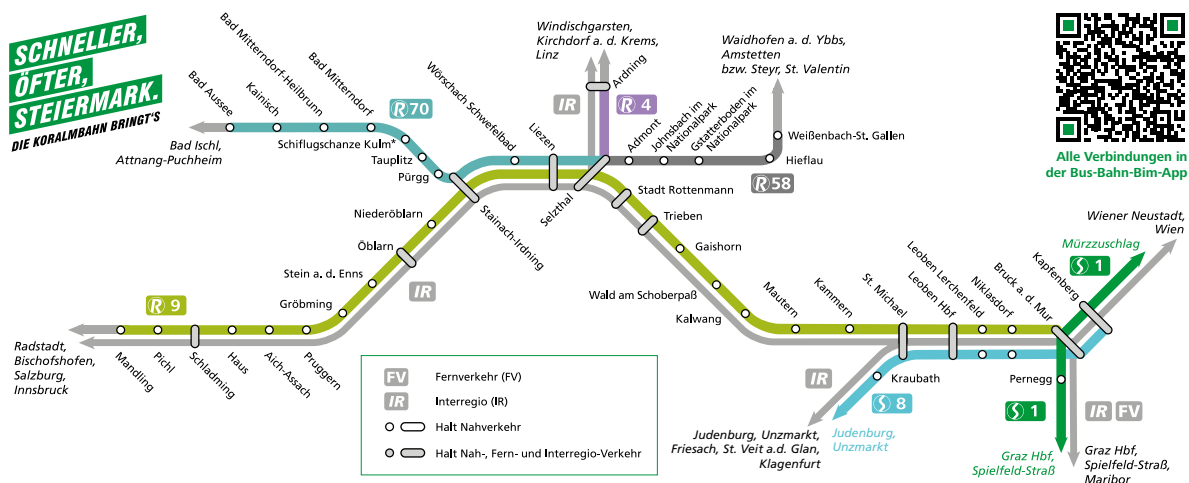 SCHNELLER,
ÖFTER,
STEIERMARK.
DIE KORALMBAHN BRINGT'S
Bad Aussee
Kainisch
Bad Mitterndorf-Heilbrunn
Bad Mitterndorf
R 70
Schiflugschanze Kulm*
Tauplitz
Pürgg
Bad Ischl,
Attnang-Puchheim
Wörschach Schwefelbad
Liezen
Stainach-Irdning
Selzthal
Windischgarsten,
Kirchdorf a. d. Krems,
Linz
IR
Ardning
R 4
Waidhofen a. d. Ybbs,
Amstetten
bzw. Steyr, St. Valentin
Admont
Johnsbach im
Nationalpark
Gstatterboden im
Nationalpark
Weißenbach-St. Gallen
Hieflau
R 58
Alle Verbindungen in
der Bus-Bahn-Bim-App
Niederöblarn
Öblarn
Stein a. d. Enns
Gröbming
IR
R 9
Radstadt,
Bischofshofen,
Salzburg,
Innsbruck
Mandling
Pichl
Schladming
Haus
Aich-Assach
Pruggern
Stadt Rottenmann
Trieben
Gaishorn
Wald am Schoberpaß
Kalwang
Mautern
Kammern
St. Michael
Leoben Hbf
Leoben Lerchenfeld
Niklasdorf
Bruck a. d. Mur
Kapfenberg
Mürzzuschlag
S 1
Wiener Neustadt,
Wien
Kraubath
Pernegg
IR
S 8
S 1
IR
FV
Judenburg, Unzmarkt,
Friesach, St. Veit a.d. Glan,
Klagenfurt
Judenburg,
Unzmarkt
Graz Hbf,
Spielfeld-Straß
Graz Hbf,
Spielfeld-Straß,
Maribor
FV Fernverkehr (FV)
IR Interregio (IR)
Halt Nahverkehr
Halt Nah-, Fern- und Interregio-Verkehr